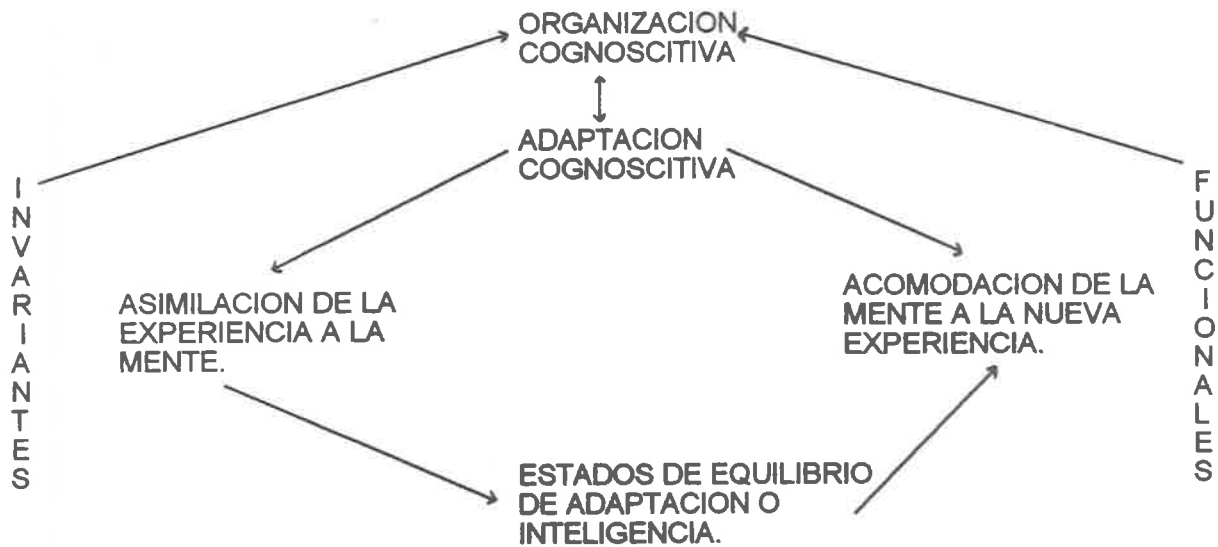 ORGANIZACION
COGNOSCITIVA
ADAPTACION
COGNOSCITIVA
INVARIANTES
FUNCIONALES
ASIMILACION DE LA
EXPERIENCIA A LA
MENTE.
ACOMODACION DE LA
MENTE A LA NUEVA
EXPERIENCIA.
ESTADOS DE EQUILIBRIO
DE ADAPTACION O
INTELIGENCIA.